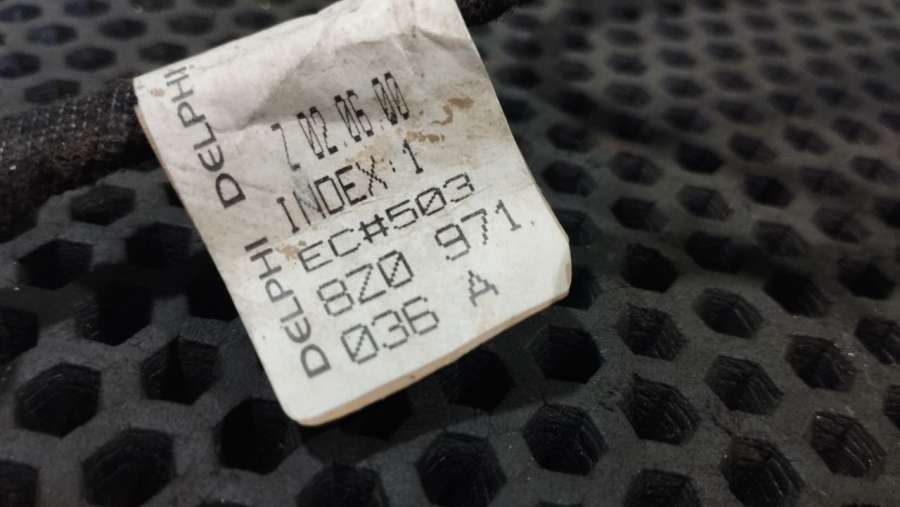 DELPHI
DELPHI
Z 02.06.00
INDEX:1
EC#503
8Z0 971
036 A